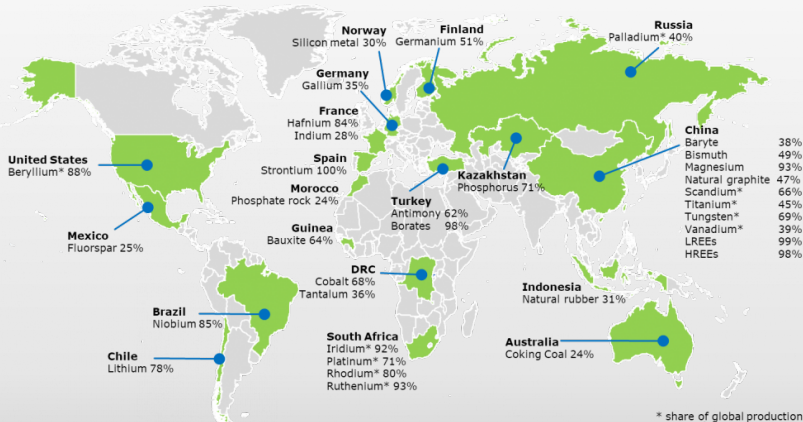 Norway
Silicon metal 30%
Finland
Germanium 51%
Russia
Palladium* 40%
Germany
Gallium 35%
France
Hafnium 84%
Indium 28%
Spain
Strontium 100%
Morocco
Phosphate rock 24%
United States
Beryllium* 88%
Mexico
Fluorspar 25%
Guinea
Bauxite 64%
Turkey
Antimony 62%
Borates 98%
Kazakhstan
Phosphorus 71%
China
Baryte 38%
Bismuth 49%
Magnesium 93%
Natural graphite 47%
Scandium* 66%
Titanium* 45%
Tungsten* 69%
Vanadium* 39%
LREEs 99%
HREEs 98%
DRC
Cobalt 68%
Tantalum 36%
Indonesia
Natural rubber 31%
Brazil
Niobium 85%
Chile
Lithium 78%
South Africa
Iridium* 92%
Platinum* 71%
Rhodium* 80%
Ruthenium* 93%
Australia
Coking Coal 24%
* share of global production